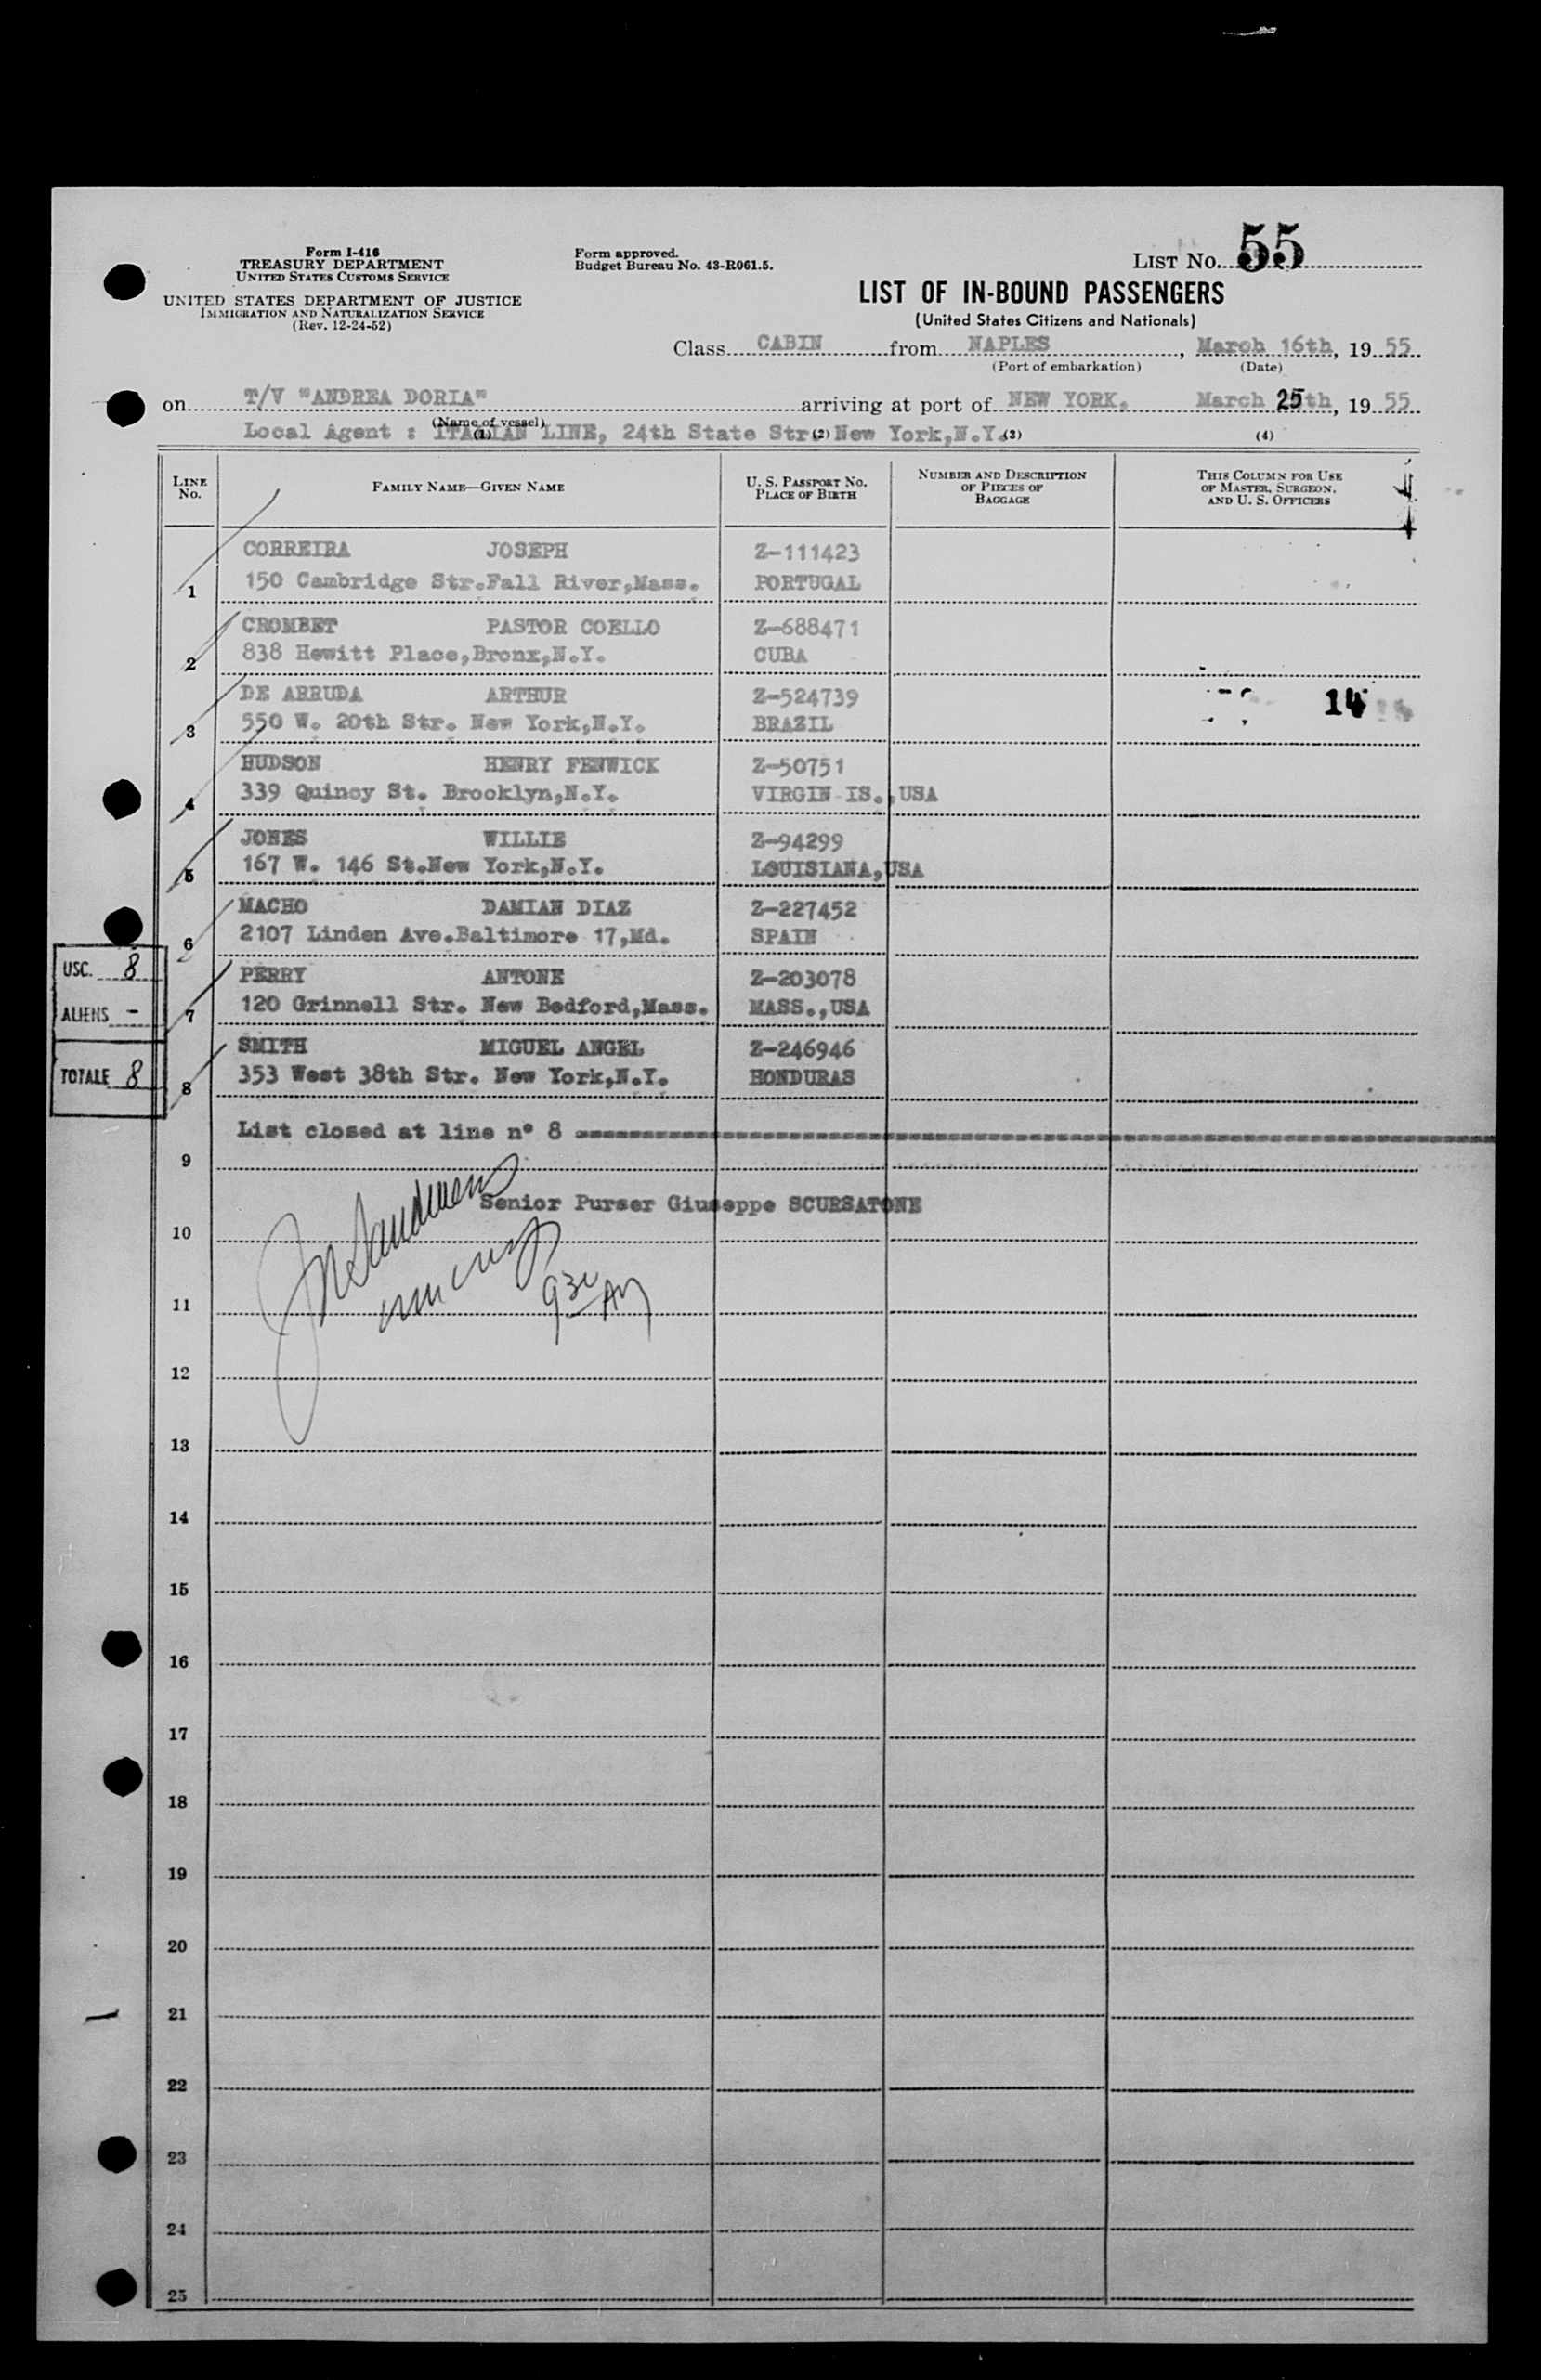 Form I-416
TREASURY DEPARTMENT
UNITED STATES CUSTOMS SERVICE
UNITED STATES DEPARTMENT OF JUSTICE
IMMIGRATION AND NATURALIZATION SERVICE
(Rev. 12-24-52)
Form approved.
Budget Bureau No. 43-R061.5.
LIST NO. 55
LIST OF IN-BOUND PASSENGERS
(United States Citizens and Nationals)
Class CABIN from NAPLES, March 16th, 19 55
(Port of embarkation) (Date)
on T/V "ANDREA DORIA" arriving at port of NEW YORK. March 25th, 19 55
(Name of vessel)
Local Agent : ITALIAN LINE, 24th State Str. New York,N.Y.
(1) (2) (3) (4)
LINE No. FAMILY NAME—GIVEN NAME U. S. PASSPORT NO. PLACE OF BIRTH NUMBER AND DESCRIPTION OF PIECES OF BAGGAGE THIS COLUMN FOR USE OF MASTER, SURGEON, AND U. S. OFFICERS
CORREIRA JOSEPH Z-111423
1 150 Cambridge Str.Fall River,Mass. PORTUGAL
CROMBET PASTOR COELLO Z-688471
2 838 Hewitt Place,Bronx,N.Y. CUBA
DE ARRUDA ARTHUR Z-524739 14
3 550 W. 20th Str. New York,N.Y. BRAZIL
HUDSON HENRY FENWICK Z-50751
4 339 Quincy St. Brooklyn,N.Y. VIRGIN IS.,USA
JONES WILLIE Z-94299
5 167 W. 146 St.New York,N.Y. LOUISIANA,USA
MACHO DAMIAN DIAZ Z-227452
6 2107 Linden Ave.Baltimore 17,Md. SPAIN
USC. 8
PERRY ANTONE Z-203078
ALIENS -
7 120 Grinnell Str. New Bedford,Mass. MASS.,USA
SMITH MIGUEL ANGEL Z-246946
TOTALE 8
8 353 West 38th Str. New York,N.Y. HONDURAS
List closed at line n° 8
9
Senior Purser Giuseppe SCURSATONE
10
11
12
13
14
15
16
17
18
19
20
21
22
23
24
25